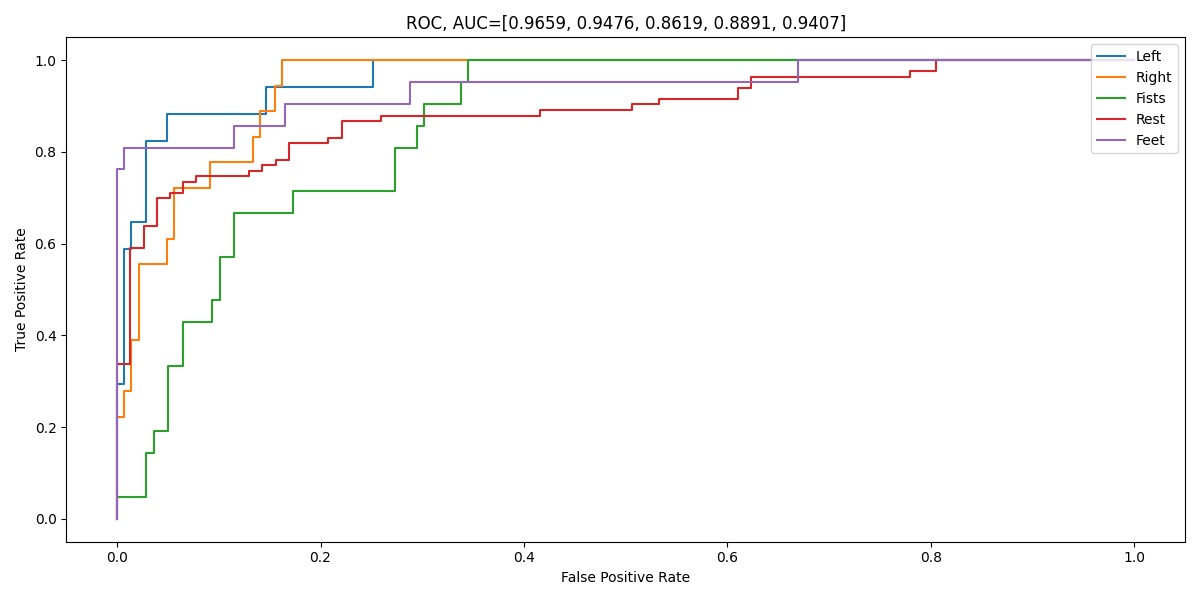 ROC, AUC=[0.9659, 0.9476, 0.8619, 0.8891, 0.9407]
Left
Right
Fists
Rest
Feet
True Positive Rate
1.0
0.8
0.6
0.4
0.2
0.0
0.0 0.2 0.4 0.6 0.8 1.0
False Positive Rate